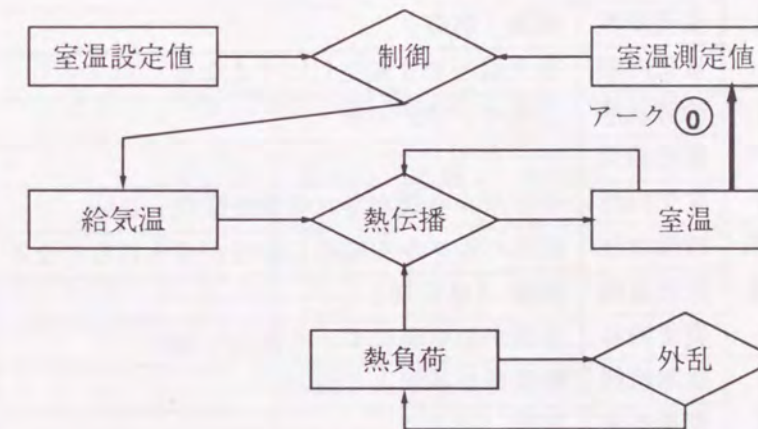 室温設定値
制御
室温測定値
アーク⓪
給気温
熱伝播
室温
熱負荷
外乱